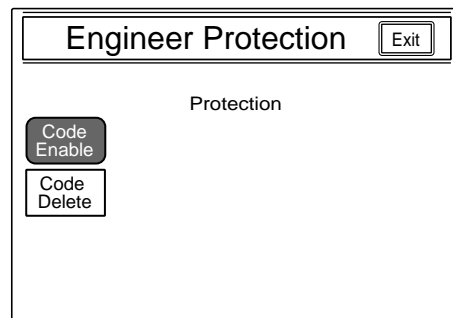 Engineer Protection
Exit
Protection
Code
Enable
Code
Delete